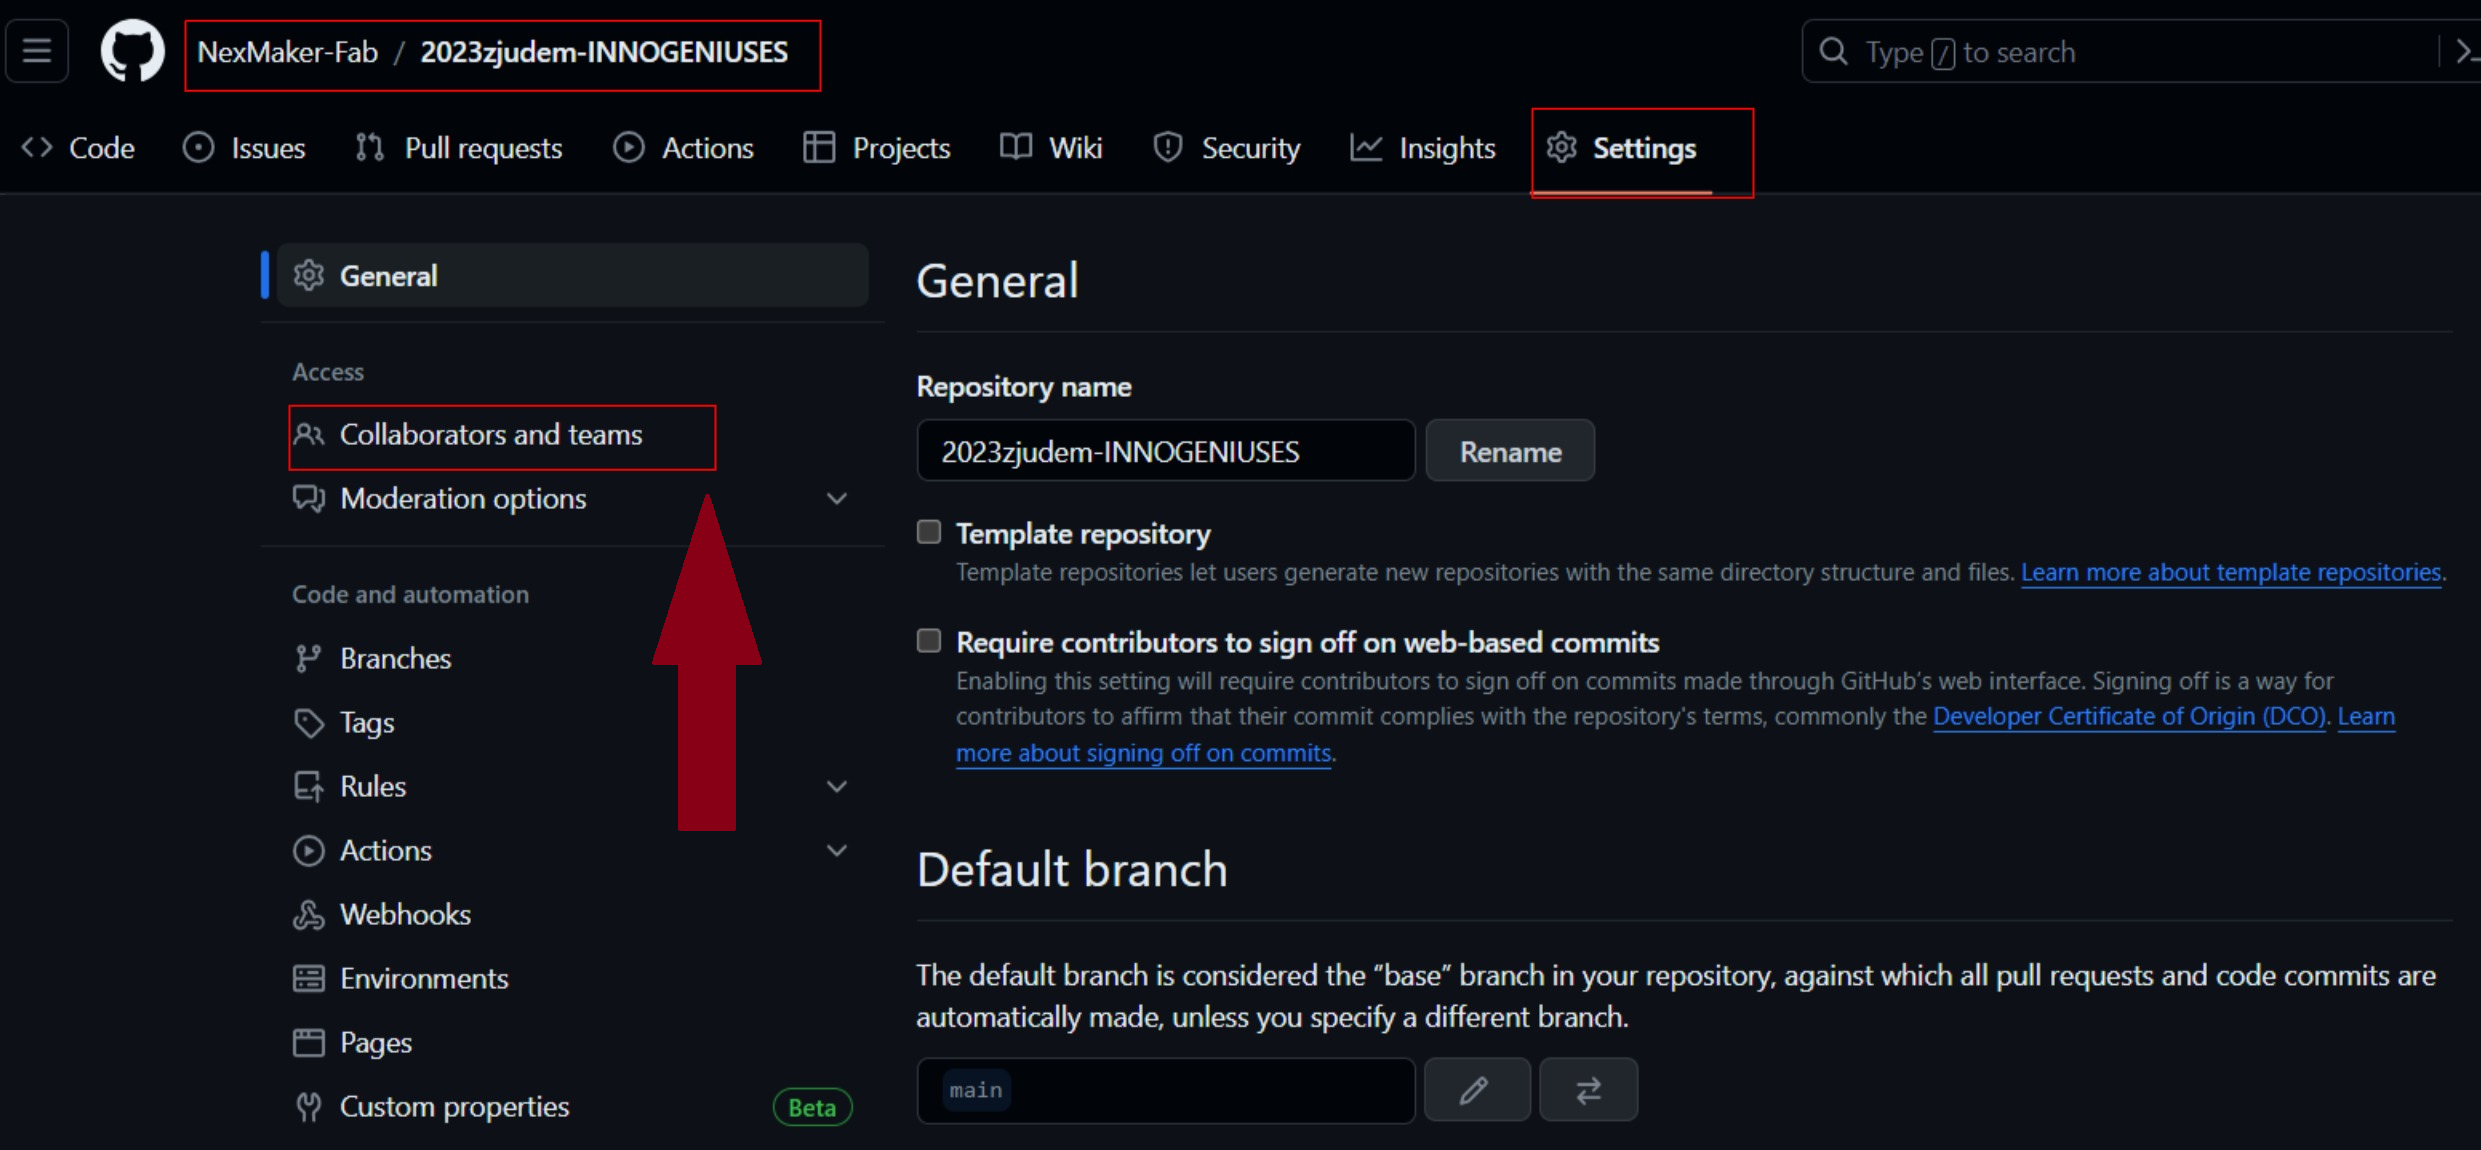 NexMaker-Fab / 2023zjudem-INNOGENIUSES
Type / to search
Code Issues Pull requests Actions Projects Wiki Security Insights Settings
General
Access
Collaborators and teams
Moderation options
Code and automation
Branches
Tags
Rules
Actions
Webhooks
Environments
Pages
Custom properties Beta
General
Repository name
2023zjudem-INNOGENIUSES Rename
Template repository
Template repositories let users generate new repositories with the same directory structure and files. Learn more about template repositories.
Require contributors to sign off on web-based commits
Enabling this setting will require contributors to sign off on commits made through GitHub's web interface. Signing off is a way for
contributors to affirm that their commit complies with the repository's terms, commonly the Developer Certificate of Origin (DCO). Learn
more about signing off on commits.
Default branch
The default branch is considered the “base” branch in your repository, against which all pull requests and code commits are
automatically made, unless you specify a different branch.
main